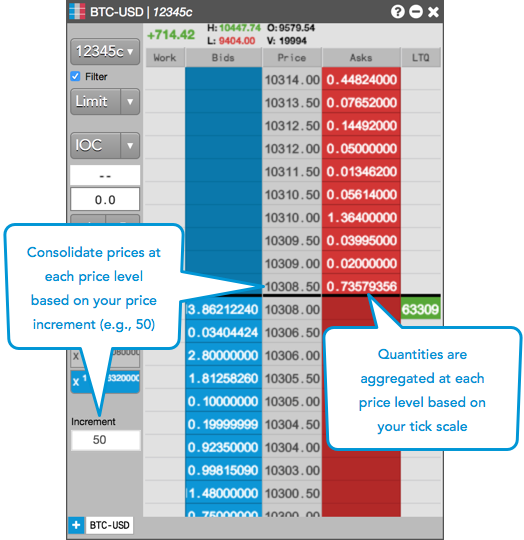 BTC-USD | 12345c
+714.42 H: 10447.74 O: 9579.54
L: 9404.00 V: 19994
12345c
Work Bids Price Asks LTQ
Filter
Limit
IOC
--
0.0
10314.00 0.44824000
10313.50 0.07652000
10312.50 0.14492000
10312.00 0.05000000
10311.50 0.01346200
10310.50 0.05614000
10310.00 1.36400000
10309.50 0.03995000
10309.00 0.02000000
10308.50 0.73579356
3.86212240 10308.00 63309
0.03404424 10306.50
2.80000000 10306.00
1.81258260 10305.50
0.10000000 10305.00
0.19999999 10304.50
0.92350000 10304.00
0.99815090 10303.00
11.48000000 10300.50
0.75000000 10300.00
Consolidate prices at
each price level
based on your price
increment (e.g., 50)
Quantities are
aggregated at each
price level based on
your tick scale
X
X
Increment
50
+ BTC-USD